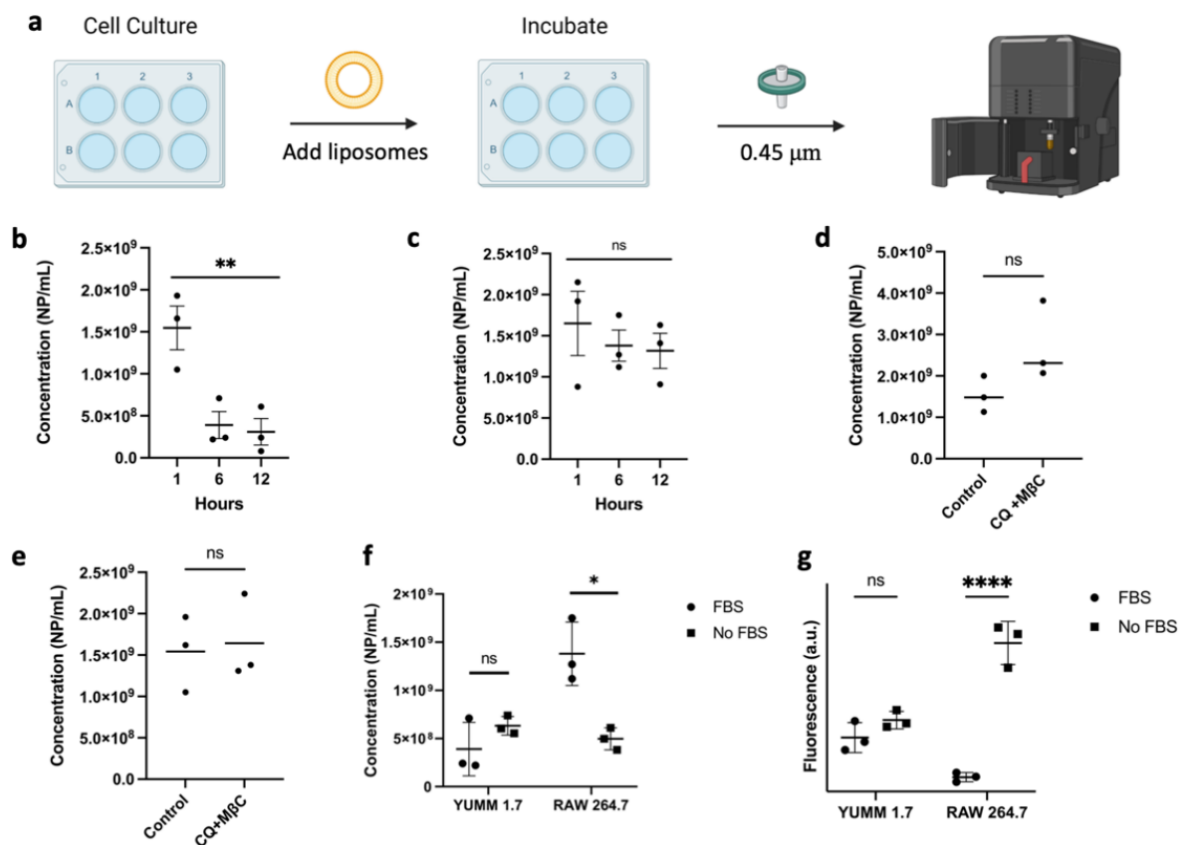 a
Cell Culture
Incubate
1 2 3
A
B
Add liposomes
1 2 3
A
B
0.45 μm
b
Concentration (NP/mL)
2.5×10⁹
2.0×10⁹
1.5×10⁹
1.0×10⁹
5.0×10⁸
0.0
**
1 6 12
Hours
c
Concentration (NP/mL)
2.5×10⁹
2.0×10⁹
1.5×10⁹
1.0×10⁹
5.0×10⁸
0.0
ns
1 6 12
Hours
d
Concentration (NP/mL)
5.0×10⁹
4.0×10⁹
3.0×10⁹
2.0×10⁹
1.0×10⁹
0.0
ns
Control
CQ +MβC
e
Concentration (NP/mL)
2.5×10⁹
2.0×10⁹
1.5×10⁹
1.0×10⁹
5.0×10⁸
0.0
ns
Control
CQ+MβC
f
Concentration (NP/mL)
2×10⁹
1×10⁹
1×10⁹
5×10⁸
0
ns
*
YUMM 1.7 RAW 264.7
FBS
No FBS
g
Fluorescence (a.u.)
ns
****
YUMM 1.7 RAW 264.7
FBS
No FBS